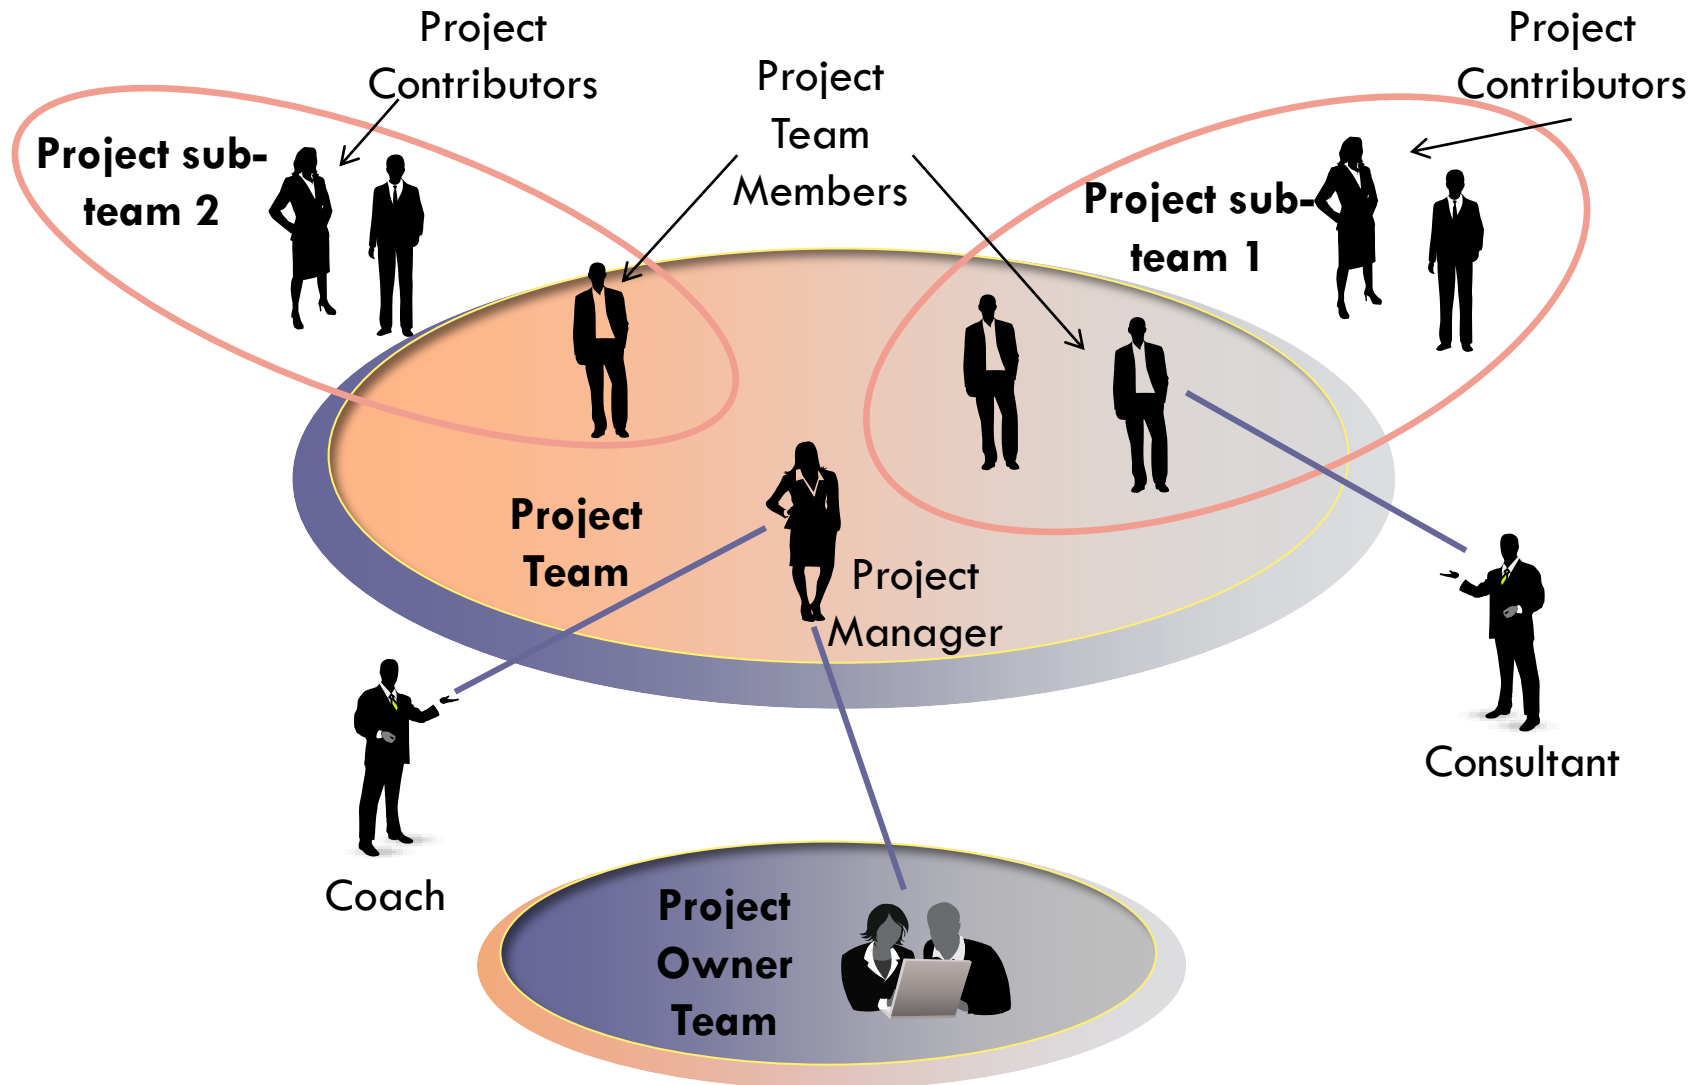 Project
Contributors
Project
Team
Members
Project
Contributors
Project sub-
team 2
Project sub-
team 1
Project
Team
Project
Manager
Consultant
Coach
Project
Owner
Team